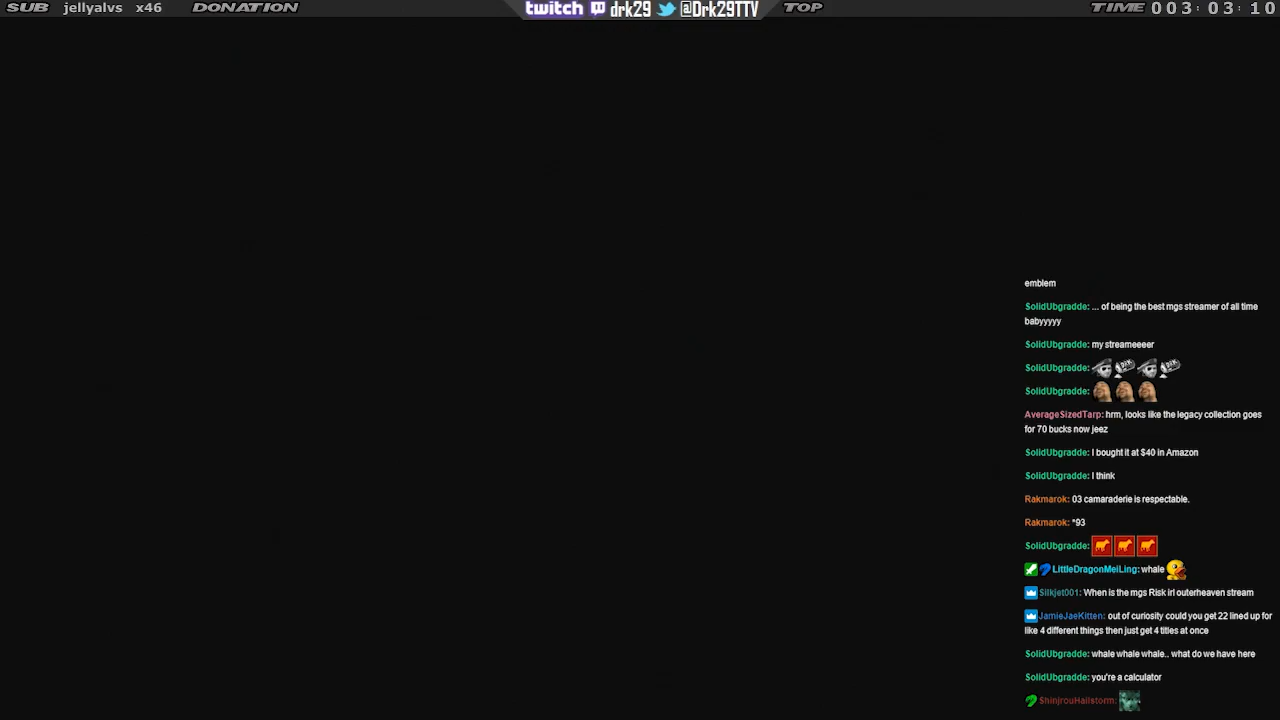 SUB jellyalvs x46 DONATION twitch drk29 @Drk29TTV TOP TIME 003:03:10
emblem
SolidUbgradde: ... of being the best mgs streamer of all time
babyyyyy
SolidUbgradde: my streameeeer
SolidUbgradde:
SolidUbgradde:
AverageSizedTarp: hrm, looks like the legacy collection goes
for 70 bucks now jeez
SolidUbgradde: I bought it at $40 in Amazon
SolidUbgradde: I think
Rakmarok: 03 camaraderie is respectable.
Rakmarok: *93
SolidUbgradde:
LittleDragonMeiLing: whale
Silkjet001: When is the mgs Risk irl outerheaven stream
JamieJaeKitten: out of curiosity could you get 22 lined up for
like 4 different things then just get 4 titles at once
SolidUbgradde: whale whale whale.. what do we have here
SolidUbgradde: you're a calculator
ShinjrouHailstorm: